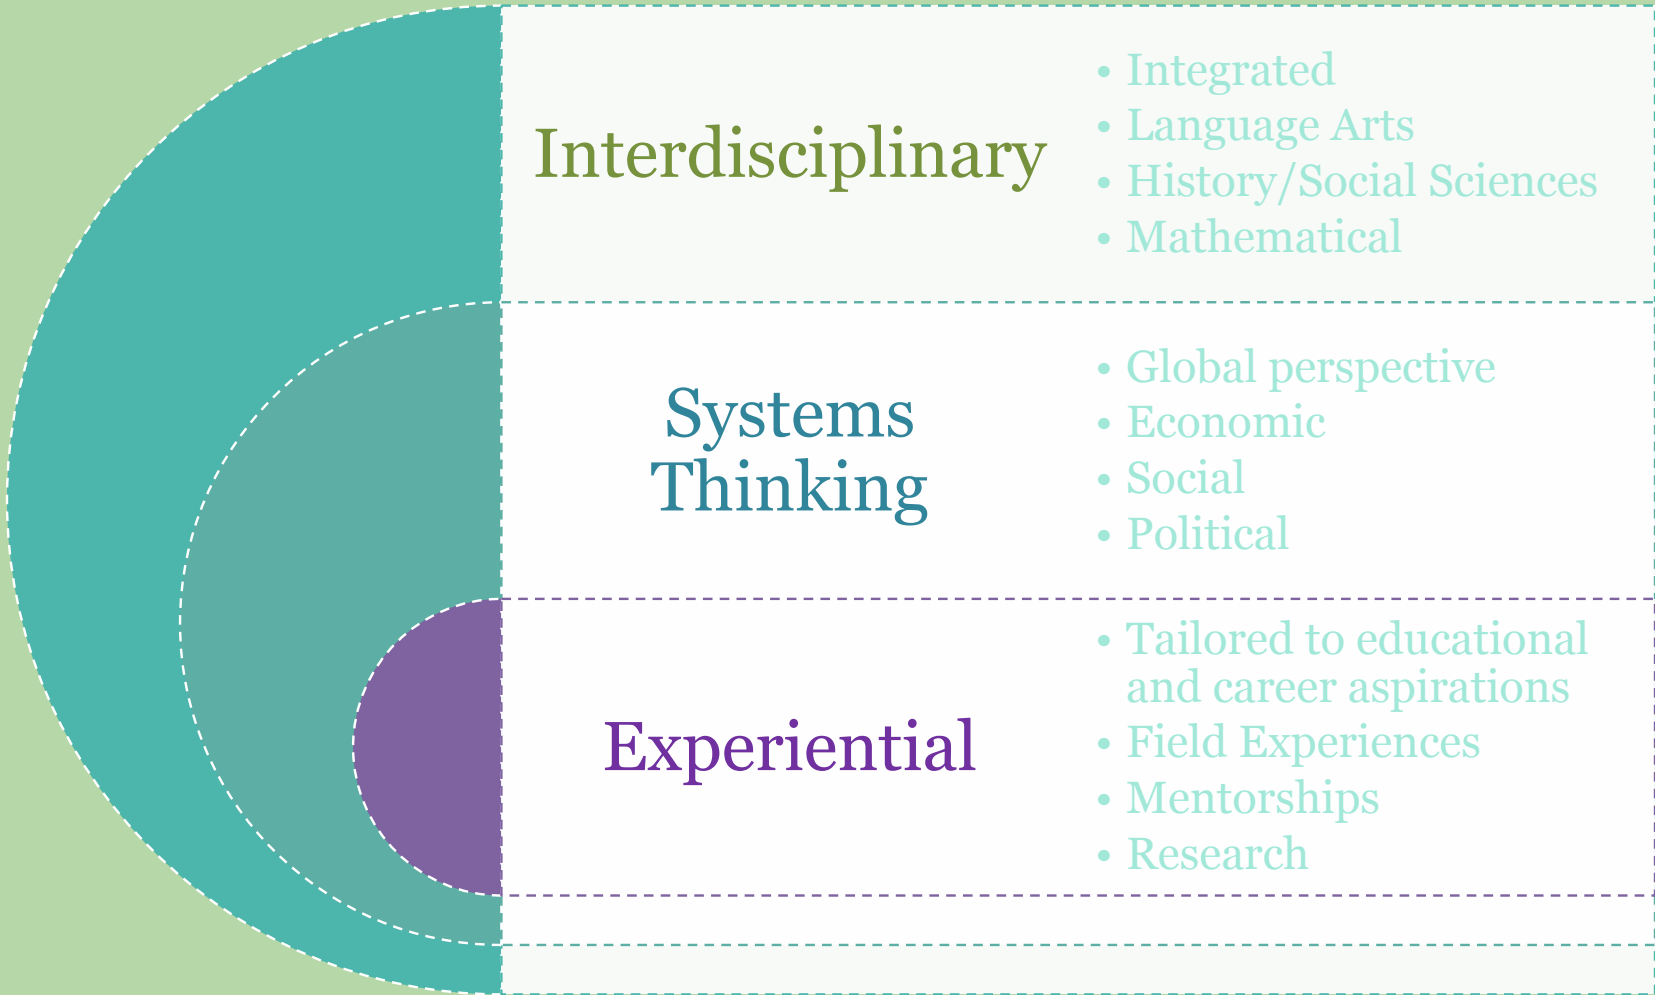 Interdisciplinary
• Integrated
• Language Arts
• History/Social Sciences
• Mathematical
Systems
Thinking
• Global perspective
• Economic
• Social
• Political
Experiential
• Tailored to educational
and career aspirations
• Field Experiences
• Mentorships
• Research